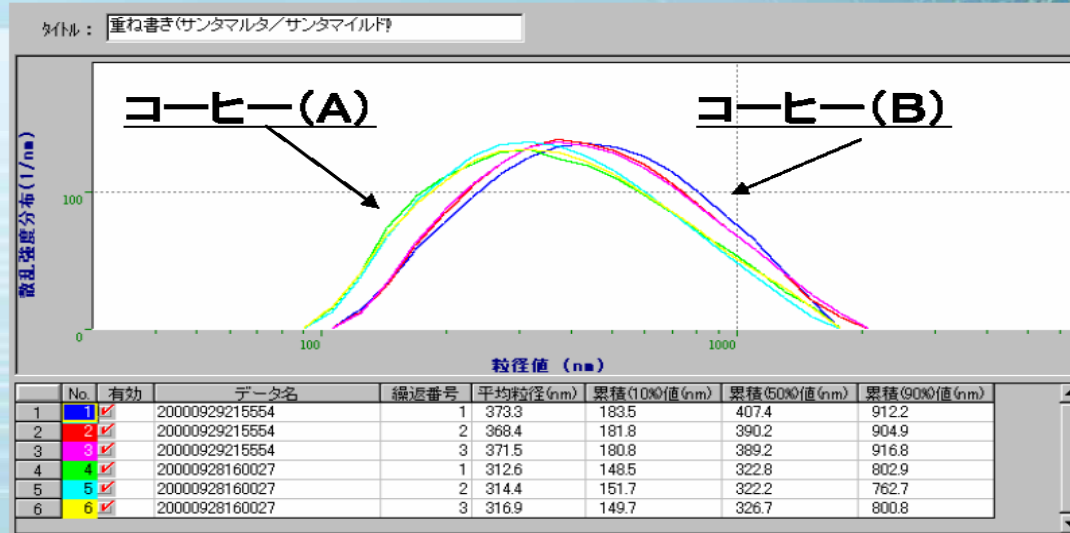 タイトル： 重ね書き(サンタマルタ／サンタマイルド)
コーヒー(A) コーヒー(B)
散乱強度分布(1/nm)
100
0
100 1000
粒径値 (nm)
No. 有効 データ名 繰返番号 平均粒径(nm) 累積(10%)値(nm) 累積(50%)値(nm) 累積(90%)値(nm)
1 1 20000929215554 1 373.3 183.5 407.4 912.2
2 2 20000929215554 2 368.4 181.8 390.2 904.9
3 3 20000929215554 3 371.5 180.8 389.2 916.8
4 4 20000928160027 1 312.6 148.5 322.8 802.9
5 5 20000928160027 2 314.4 151.7 322.2 762.7
6 6 20000928160027 3 316.9 149.7 326.7 800.8